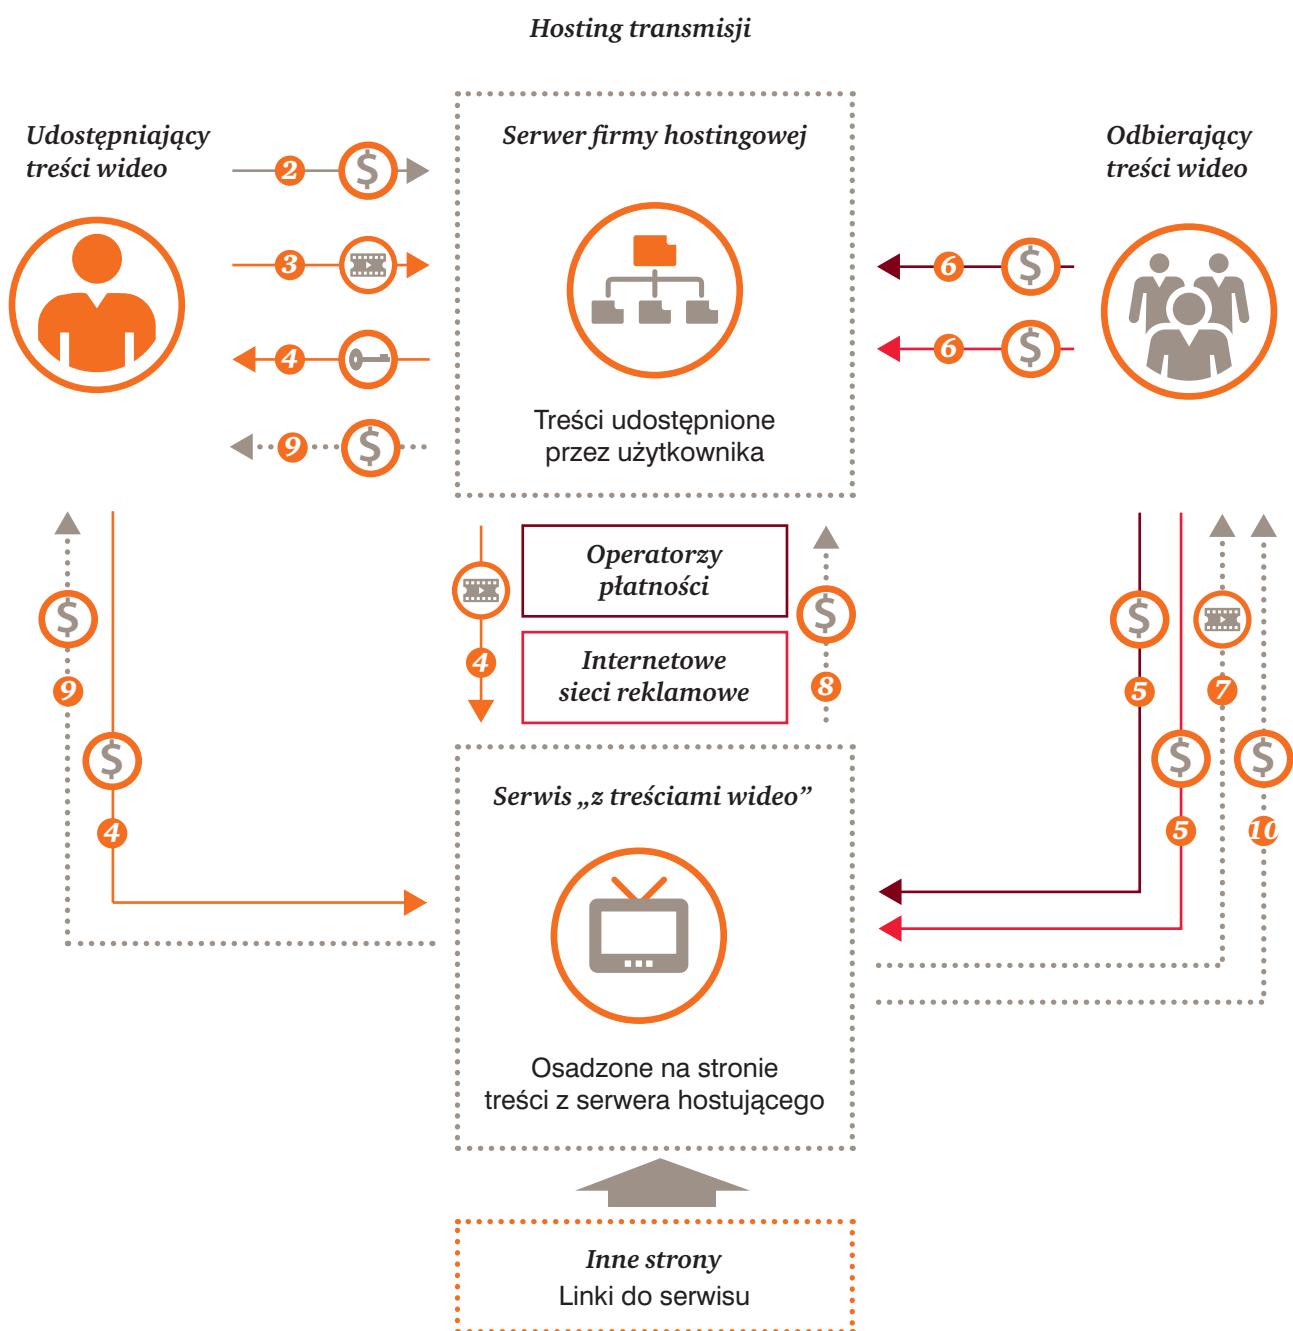 Hosting transmisji
Udostępniający
treści wideo
Serwer firmy hostingowej
Odbierający
treści wideo
2 $
3
4
9 $
6 $
6 $
Treści udostępnione
przez użytkownika
Operatorzy
płatności
Internetowe
sieci reklamowe
4
$
8
$
9
$
4
$
5
7
$
5
$
10
Serwis „z treściami wideo”
Osadzone na stronie
treści z serwera hostującego
Inne strony
Linki do serwisu